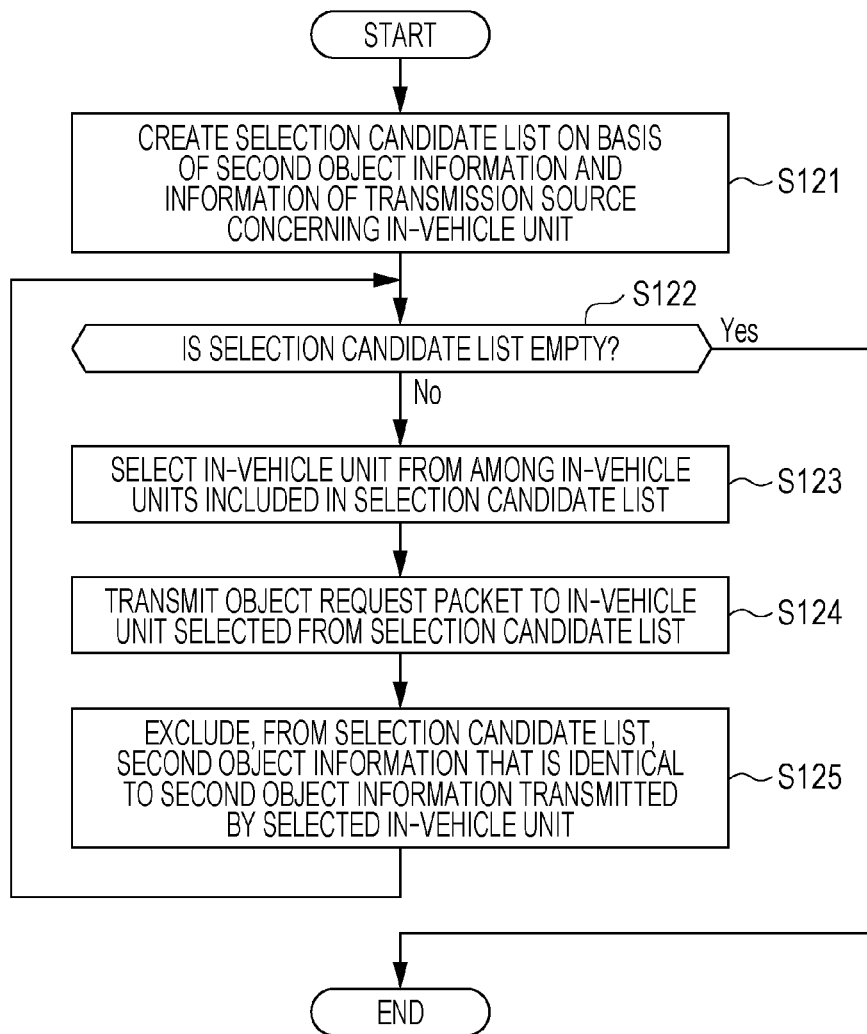 START
CREATE SELECTION CANDIDATE LIST ON BASIS
OF SECOND OBJECT INFORMATION AND
INFORMATION OF TRANSMISSION SOURCE
CONCERNING IN-VEHICLE UNIT
S121
S122
IS SELECTION CANDIDATE LIST EMPTY?
Yes
No
SELECT IN-VEHICLE UNIT FROM AMONG IN-VEHICLE
UNITS INCLUDED IN SELECTION CANDIDATE LIST
S123
TRANSMIT OBJECT REQUEST PACKET TO IN-VEHICLE
UNIT SELECTED FROM SELECTION CANDIDATE LIST
S124
EXCLUDE, FROM SELECTION CANDIDATE LIST,
SECOND OBJECT INFORMATION THAT IS IDENTICAL
TO SECOND OBJECT INFORMATION TRANSMITTED
BY SELECTED IN-VEHICLE UNIT
S125
END